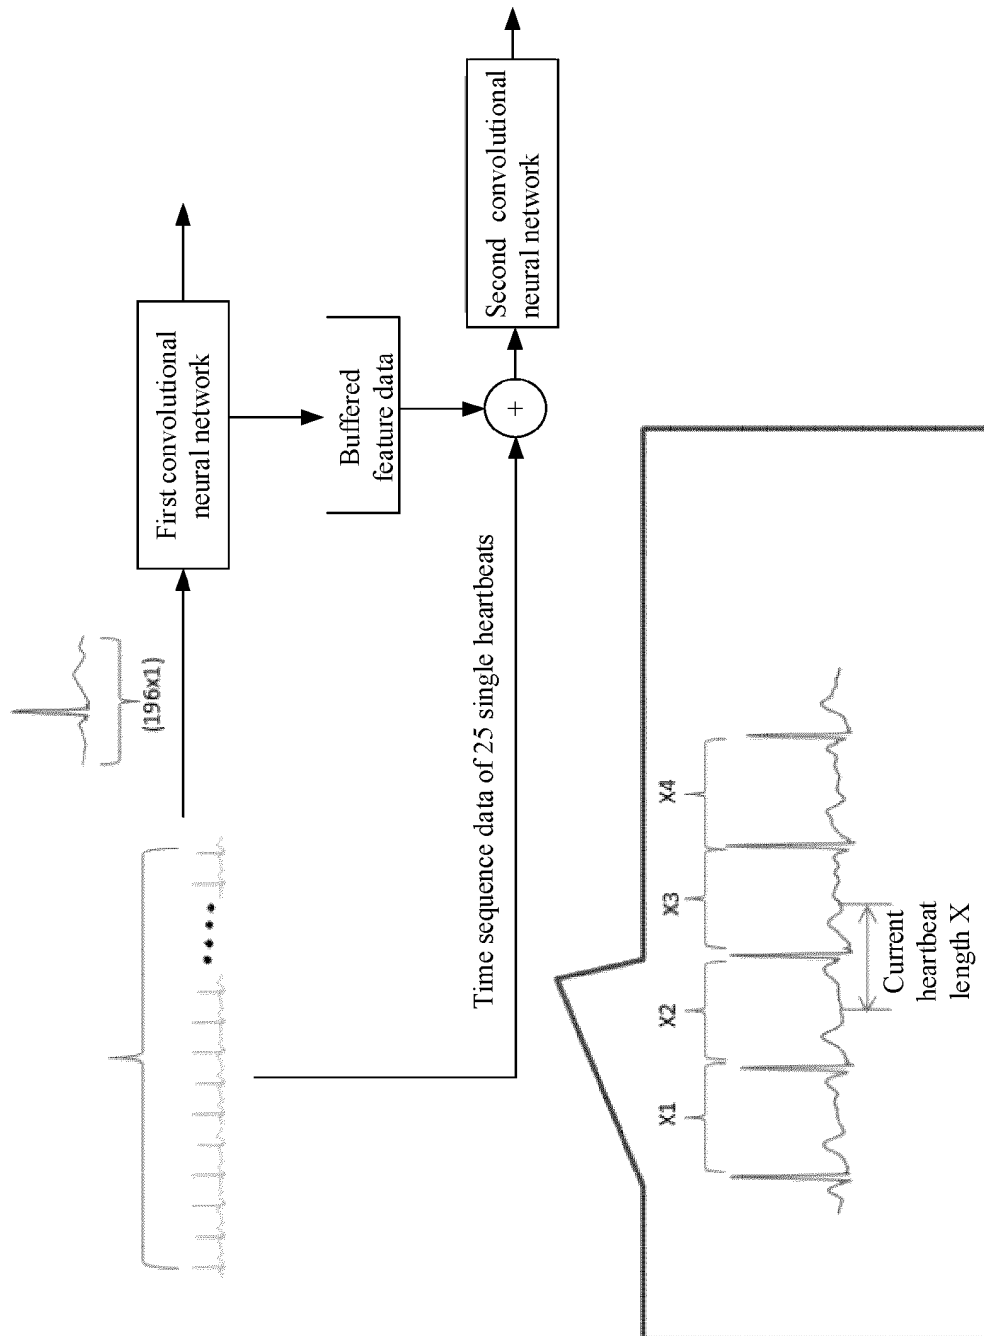 (196x1)
First convolutional
neural network
Buffered
feature data
+
Second convolutional
neural network
Time sequence data of 25 single heartbeats
X1
X2
X3
X4
Current
heartbeat
length X